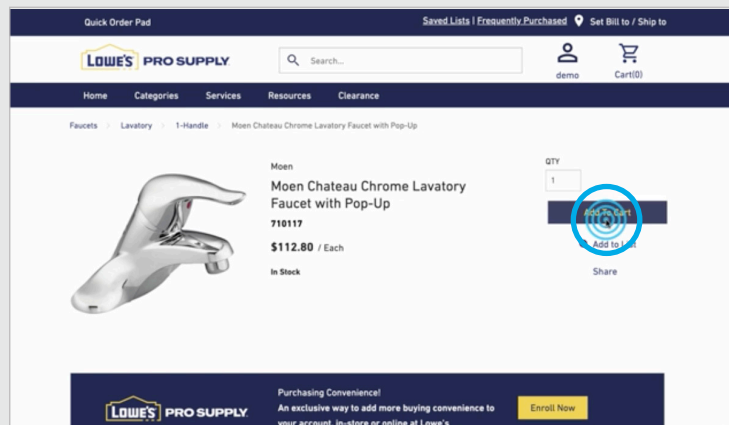 Quick Order Pad
Saved Lists | Frequently Purchased Set Bill to / Ship to
LOWE'S PRO SUPPLY
Search...
demo
Cart(0)
Home Categories Services Resources Clearance
Faucets Lavatory 1-Handle Moen Chateau Chrome Lavatory Faucet with Pop-Up
Moen
QTY
Moen Chateau Chrome Lavatory
Faucet with Pop-Up
1
710117
Add To Cart
$112.80 / Each
Add to List
In Stock
Share
Purchasing Convenience!
LOWE'S PRO SUPPLY
An exclusive way to add more buying convenience to
your account, in-store or online at Lowe's
Enroll Now